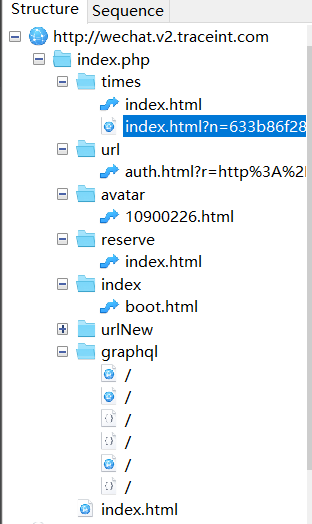 Structure Sequence
http://wechat.v2.traceint.com
index.php
times
index.html
index.html?n=633b86f28
url
auth.html?r=http%3A%2
avatar
10900226.html
reserve
index.html
index
boot.html
urlNew
graphql
/
/
/
/
/
/
index.html